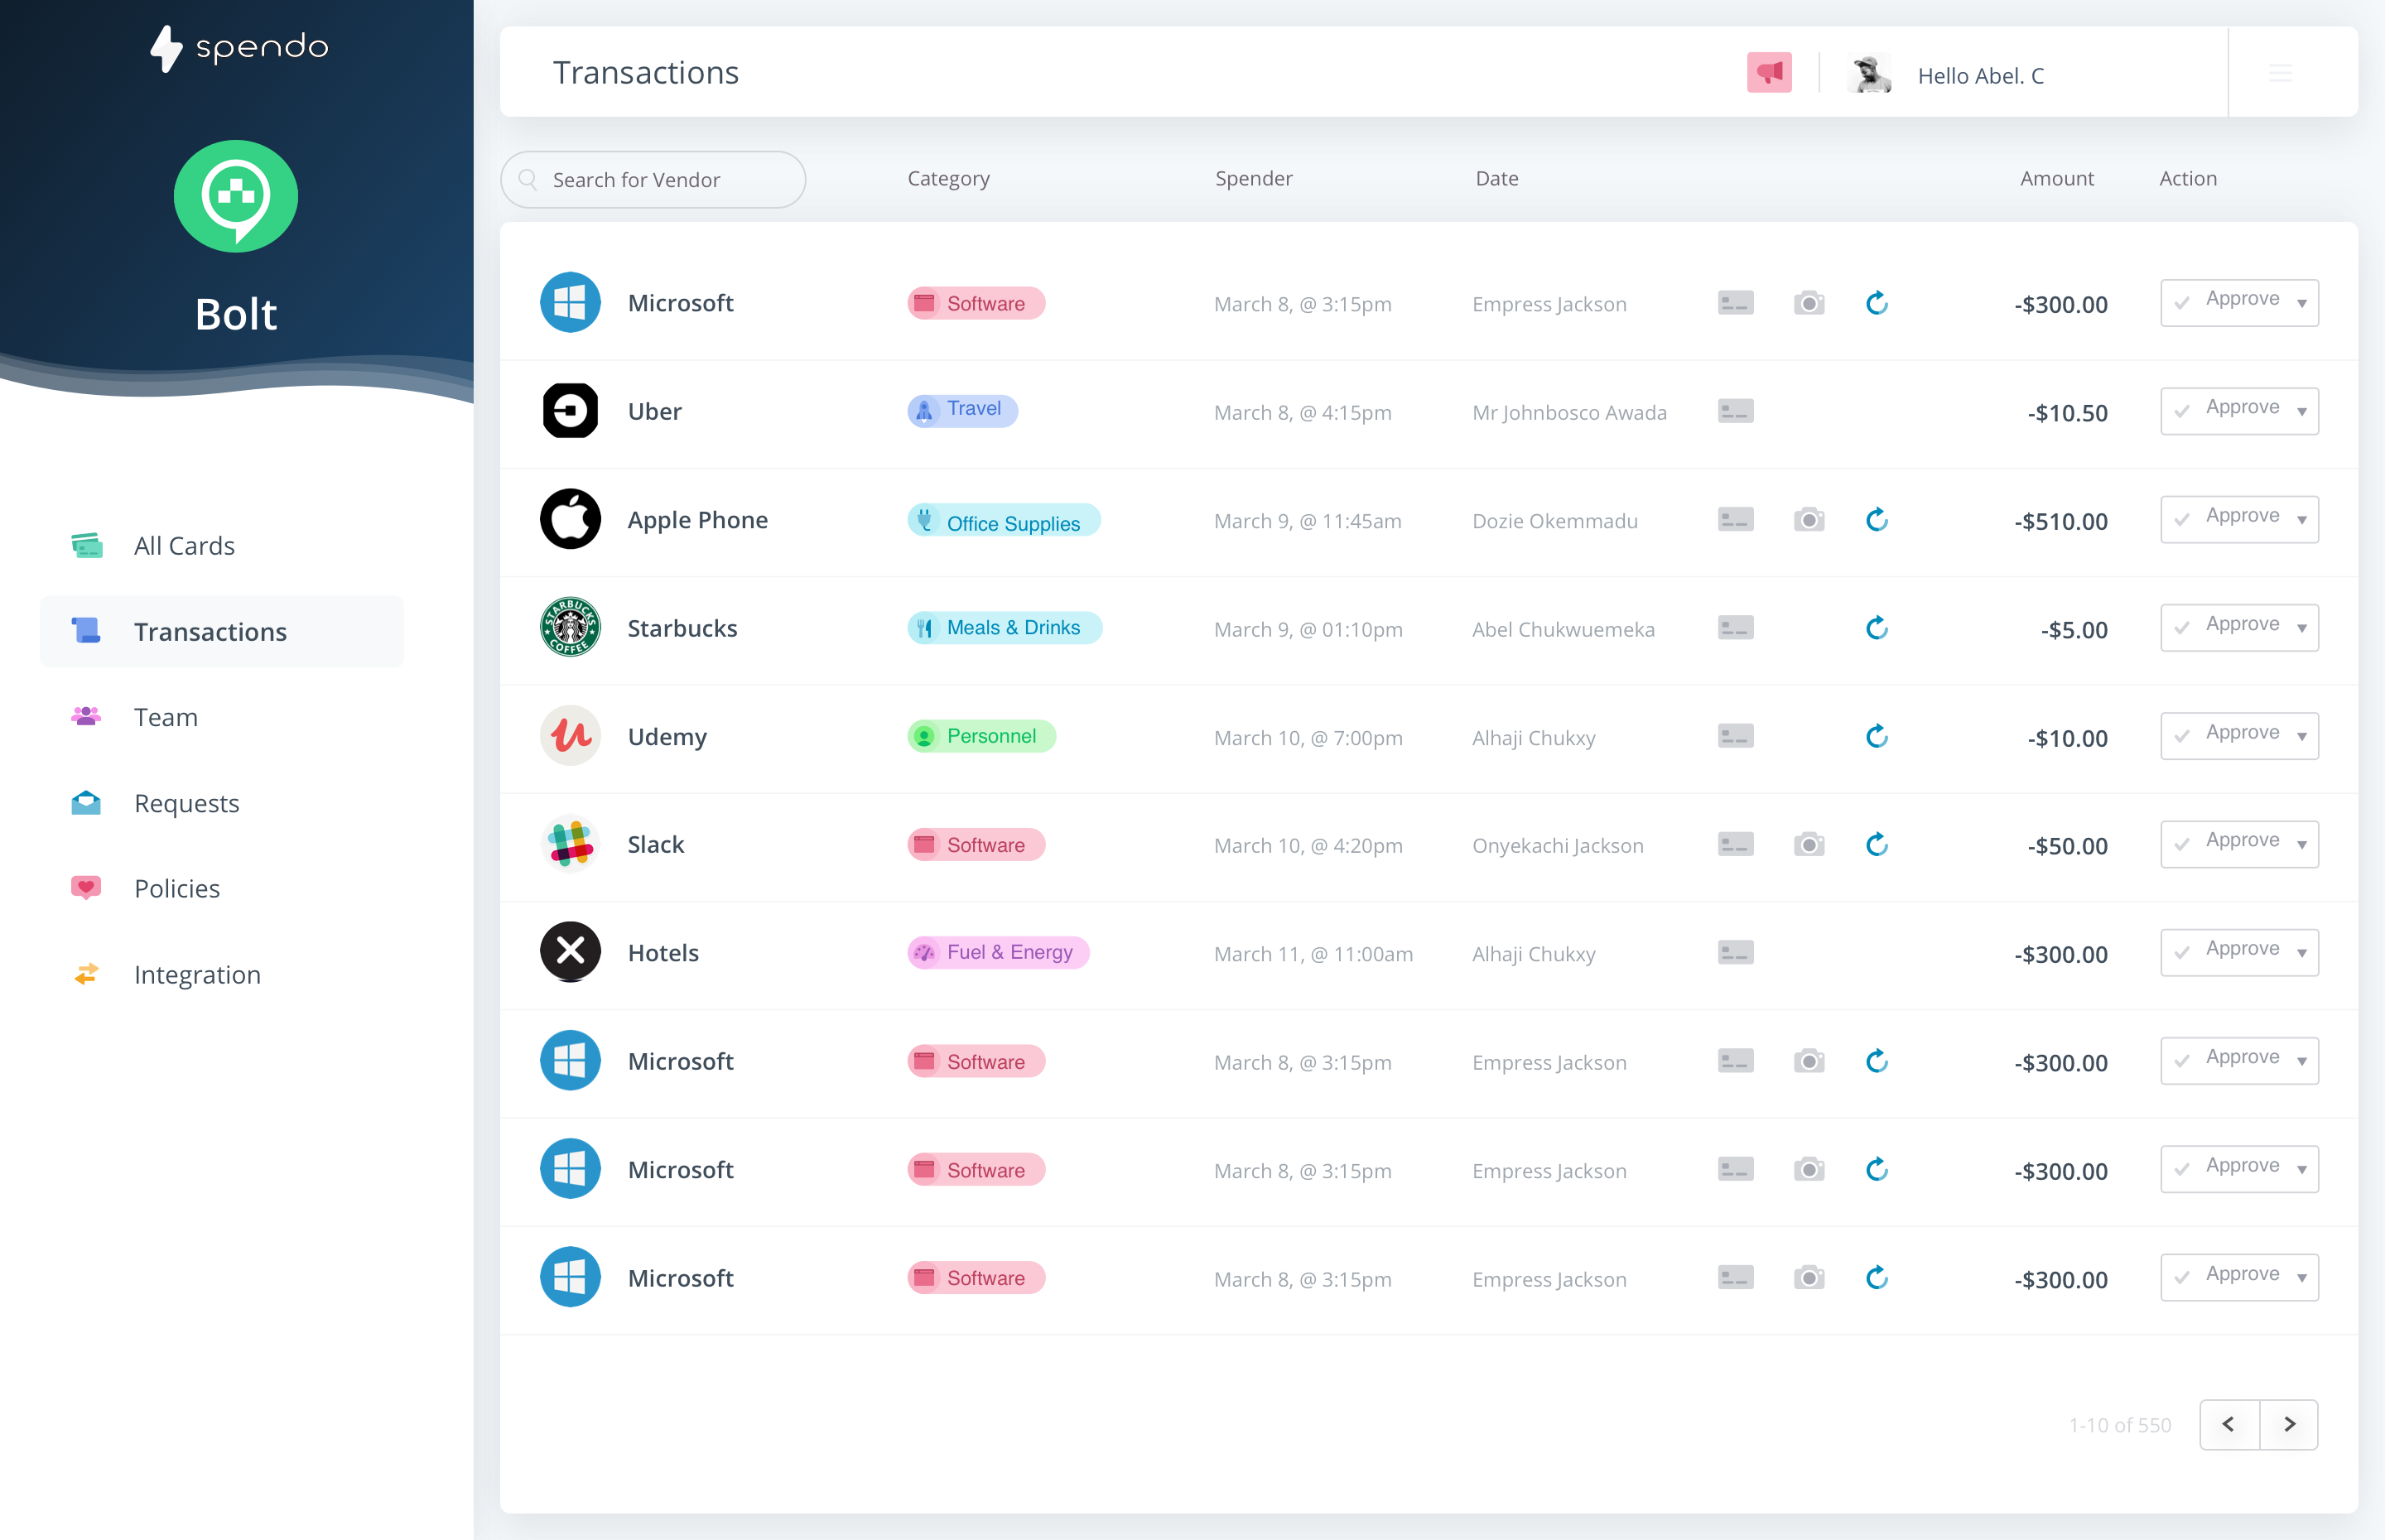 spendo
Bolt
All Cards
Transactions
Team
Requests
Policies
Integration
Transactions
Hello Abel. C
Search for Vendor Category Spender Date Amount Action
Microsoft Software March 8, @ 3:15pm Empress Jackson -$300.00 Approve
Uber Travel March 8, @ 4:15pm Mr Johnbosco Awada -$10.50 Approve
Apple Phone Office Supplies March 9, @ 11:45am Dozie Okemmadu -$510.00 Approve
STARBUCKS COFFEE Starbucks Meals & Drinks March 9, @ 01:10pm Abel Chukwuemeka -$5.00 Approve
Udemy Personnel March 10, @ 7:00pm Alhaji Chukxy -$10.00 Approve
Slack Software March 10, @ 4:20pm Onyekachi Jackson -$50.00 Approve
Hotels Fuel & Energy March 11, @ 11:00am Alhaji Chukxy -$300.00 Approve
Microsoft Software March 8, @ 3:15pm Empress Jackson -$300.00 Approve
Microsoft Software March 8, @ 3:15pm Empress Jackson -$300.00 Approve
Microsoft Software March 8, @ 3:15pm Empress Jackson -$300.00 Approve
1-10 of 550